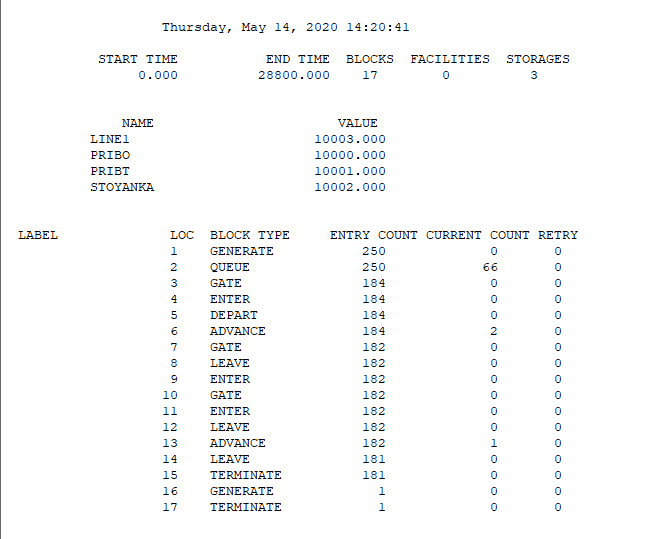 Thursday, May 14, 2020 14:20:41
START TIME END TIME BLOCKS FACILITIES STORAGES
0.000 28800.000 17 0 3
NAME VALUE
LINE1 10003.000
PRIBO 10000.000
PRIBT 10001.000
STOYANKA 10002.000
LABEL LOC BLOCK TYPE ENTRY COUNT CURRENT COUNT RETRY
1 GENERATE 250 0 0
2 QUEUE 250 66 0
3 GATE 184 0 0
4 ENTER 184 0 0
5 DEPART 184 0 0
6 ADVANCE 184 2 0
7 GATE 182 0 0
8 LEAVE 182 0 0
9 ENTER 182 0 0
10 GATE 182 0 0
11 ENTER 182 0 0
12 LEAVE 182 0 0
13 ADVANCE 182 1 0
14 LEAVE 181 0 0
15 TERMINATE 181 0 0
16 GENERATE 1 0 0
17 TERMINATE 1 0 0